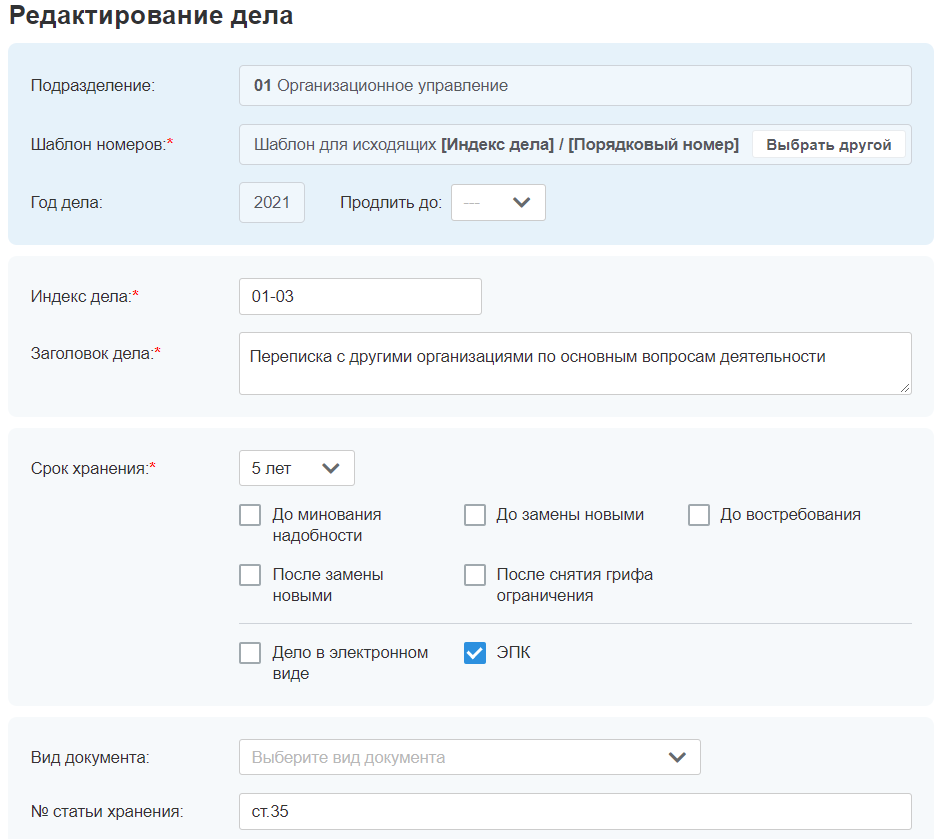 Редактирование дела
Подразделение: 01 Организационное управление
Шаблон номеров:* Шаблон для исходящих [Индекс дела] / [Порядковый номер] Выбрать другой
Год дела: 2021 Продлить до: ---
Индекс дела:* 01-03
Заголовок дела:* Переписка с другими организациями по основным вопросам деятельности
Срок хранения:* 5 лет
До минования надобности
До замены новыми
До востребования
После замены новыми
После снятия грифа ограничения
Дело в электронном виде
ЭПК
Вид документа: Выберите вид документа
№ статьи хранения: ст.35